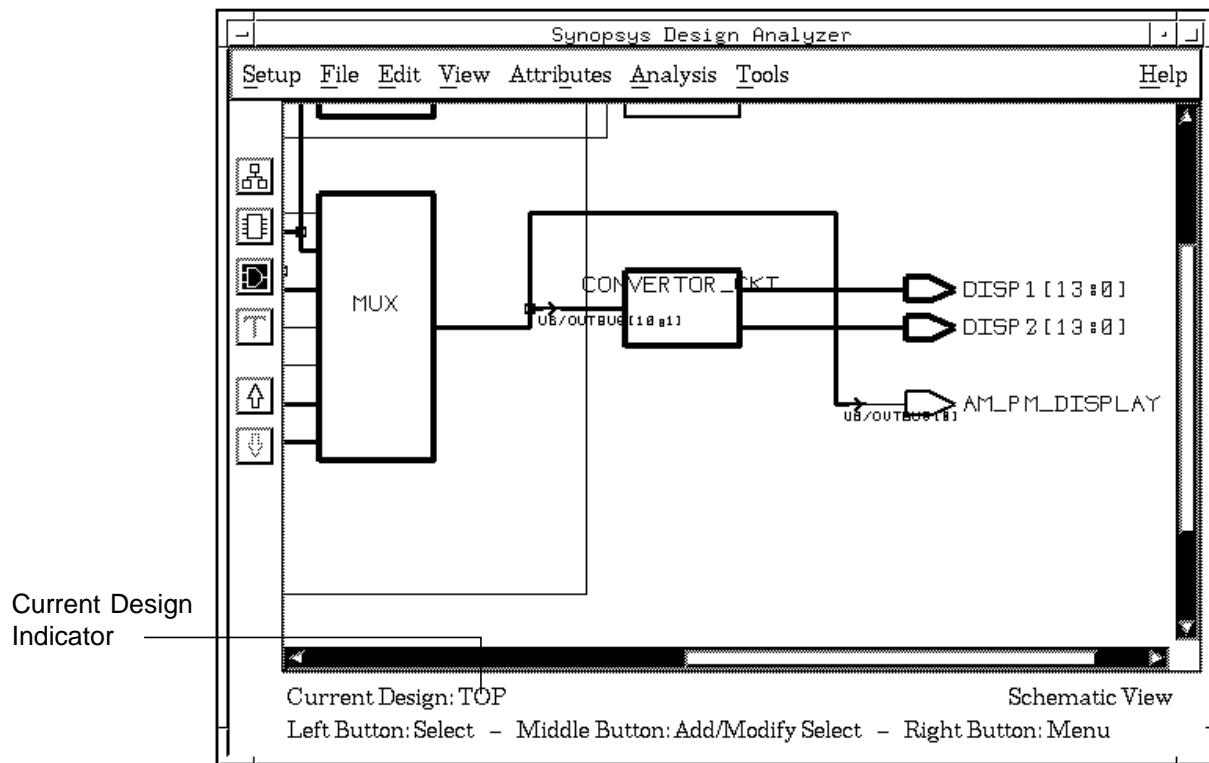 Synopsys Design Analyzer
Setup File Edit View Attributes Analysis Tools Help
MUX
CONVERTOR_CKT
DISP1[13:0]
DISP2[13:0]
AM_PM_DISPLAY
Current Design
Indicator
Current Design: TOP
Schematic View
Left Button: Select – Middle Button: Add/Modify Select – Right Button: Menu